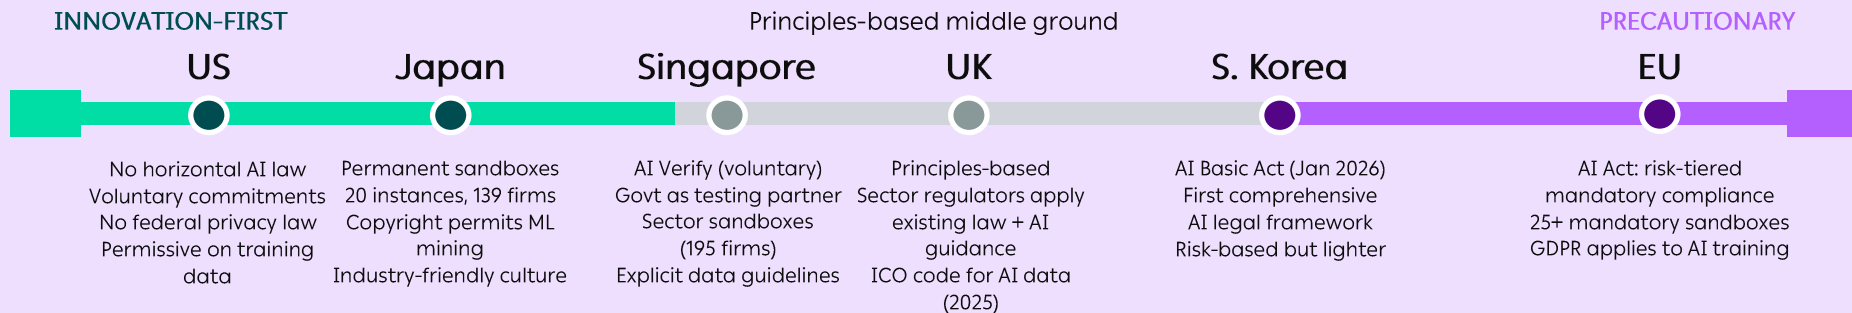 INNOVATION-FIRST
Principles-based middle ground
PRECAUTIONARY
US
Japan
Singapore
UK
S. Korea
EU
No horizontal AI law
Voluntary commitments
No federal privacy law
Permissive on training
data
Permanent sandboxes
20 instances, 139 firms
Copyright permits ML
mining
Industry-friendly culture
AI Verify (voluntary)
Govt as testing partner
Sector sandboxes
(195 firms)
Explicit data guidelines
Principles-based
Sector regulators apply
existing law + AI
guidance
ICO code for AI data
(2025)
AI Basic Act (Jan 2026)
First comprehensive
AI legal framework
Risk-based but lighter
AI Act: risk-tiered
mandatory compliance
25+ mandatory sandboxes
GDPR applies to AI training